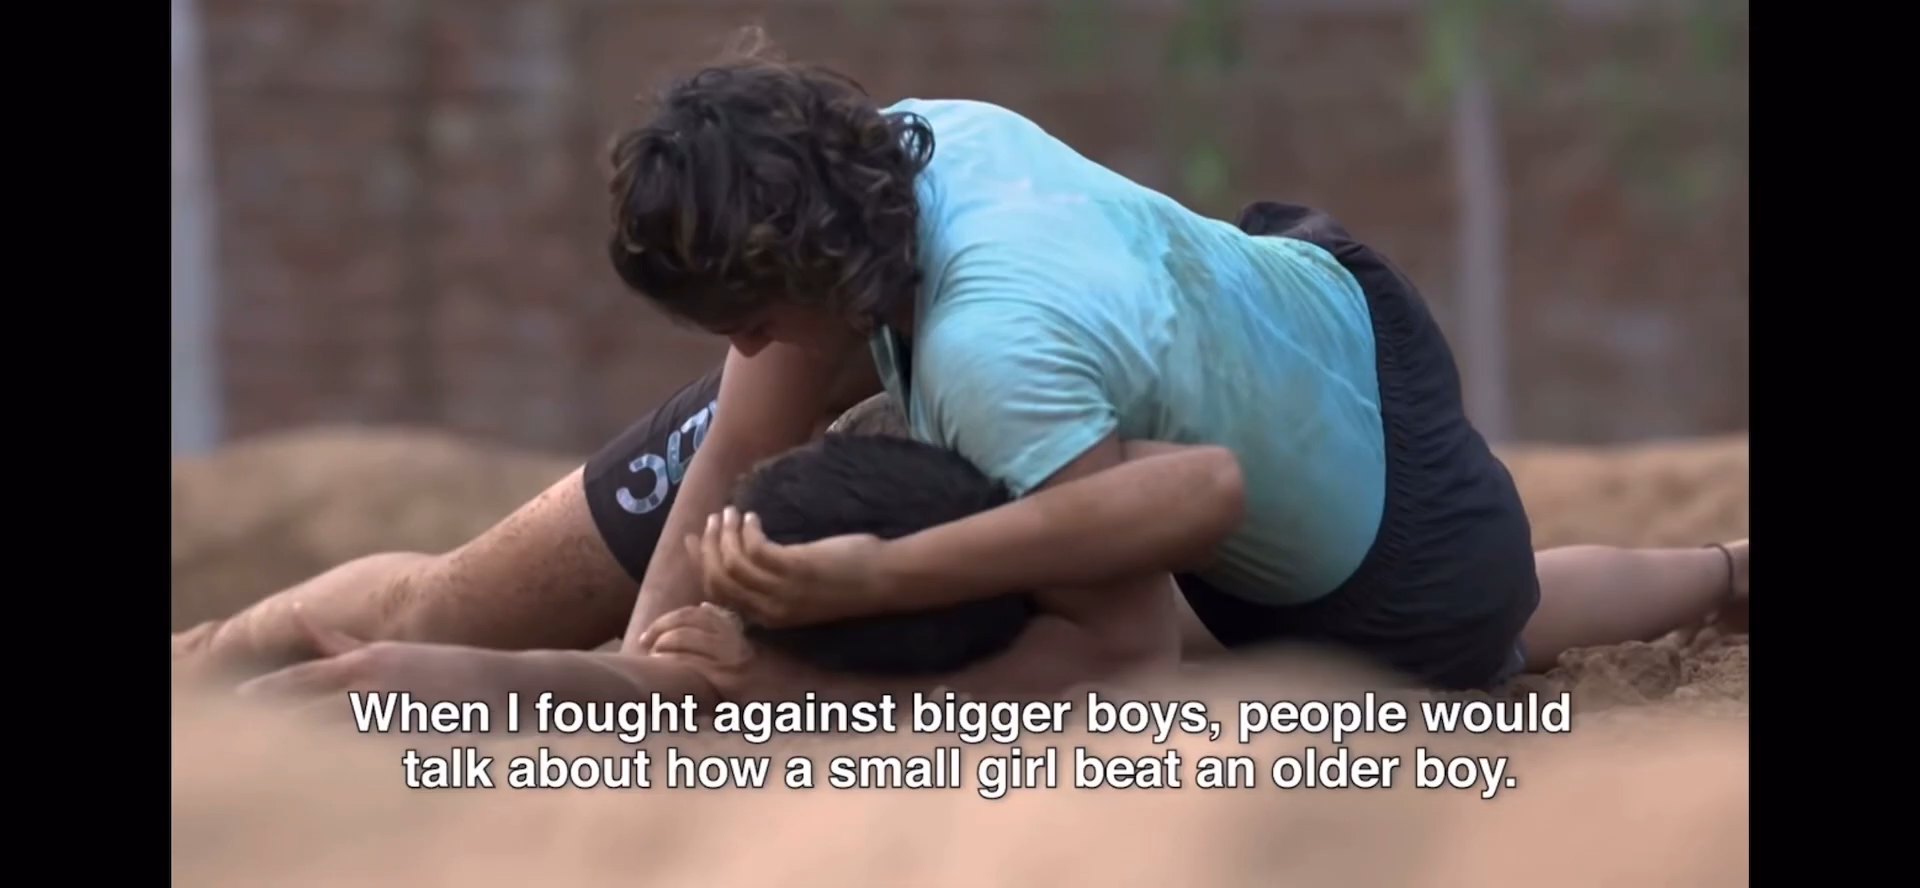 When I fought against bigger boys, people would
talk about how a small girl beat an older boy.